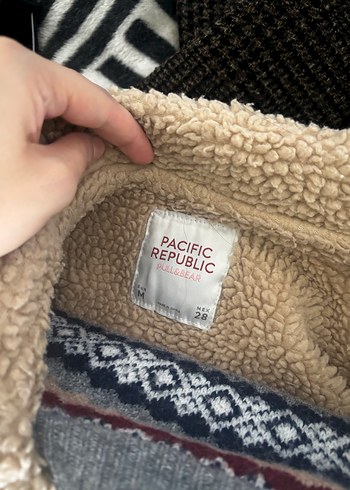 PACIFIC
REPUBLIC
PULL&BEAR
M
MEX
28